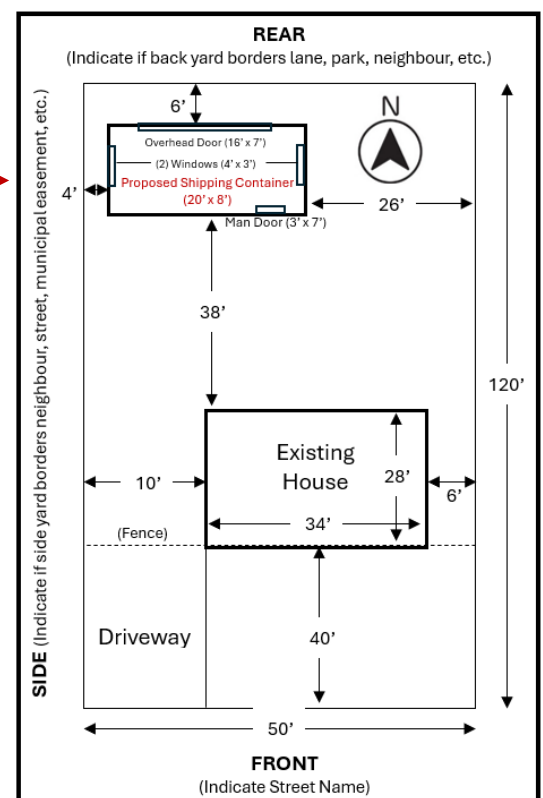 REAR
(Indicate if back yard borders lane, park, neighbour, etc.)
6’
N
Overhead Door (16’ x 7’)
(2) Windows (4’ x 3’)
Proposed Shipping Container
(20’ x 8’)
4’
26’
Man Door (3’ x 7’)
38’
120’
Existing
House
28’
10’
6’
34’
(Fence)
Driveway
40’
SIDE (Indicate if side yard borders neighbour, street, municipal easement, etc.)
50’
FRONT
(Indicate Street Name)